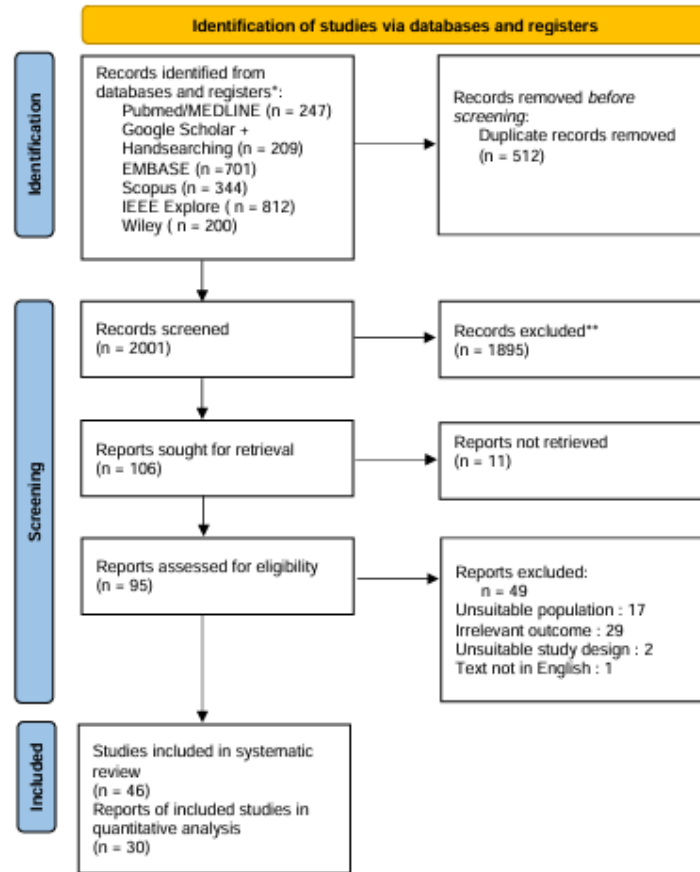 Identification of studies via databases and registers
Identification
Records identified from
databases and registers*:
Pubmed/MEDLINE (n = 247)
Google Scholar +
Handsearching (n = 209)
EMBASE (n =701)
Scopus (n = 344)
IEEE Explore ( n = 812)
Wiley ( n = 200)
Records removed before
screening:
Duplicate records removed
(n = 512)
Screening
Records screened
(n = 2001)
Records excluded**
(n = 1895)
Reports sought for retrieval
(n = 106)
Reports not retrieved
(n = 11)
Reports assessed for eligibility
(n = 95)
Reports excluded:
n = 49
Unsuitable population : 17
Irrelevant outcome : 29
Unsuitable study design : 2
Text not in English : 1
Included
Studies included in systematic
review
(n = 46)
Reports of included studies in
quantitative analysis
(n = 30)